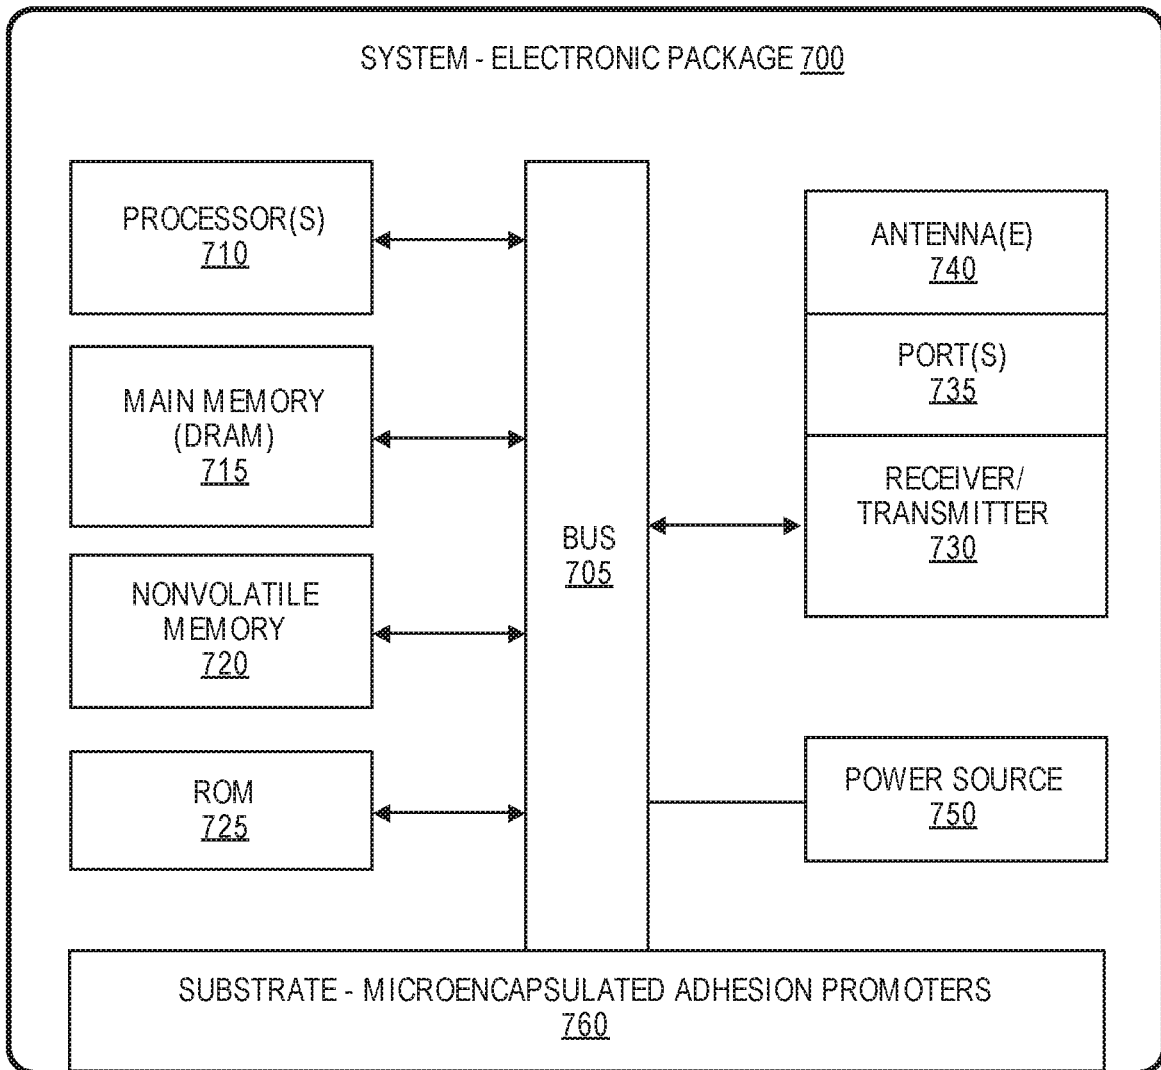 SYSTEM - ELECTRONIC PACKAGE 700
PROCESSOR(S)
710
MAIN MEMORY
(DRAM)
715
NONVOLATILE
MEMORY
720
ROM
725
BUS
705
ANTENNA(E)
740
PORT(S)
735
RECEIVER/
TRANSMITTER
730
POWER SOURCE
750
SUBSTRATE - MICROENCAPSULATED ADHESION PROMOTERS
760